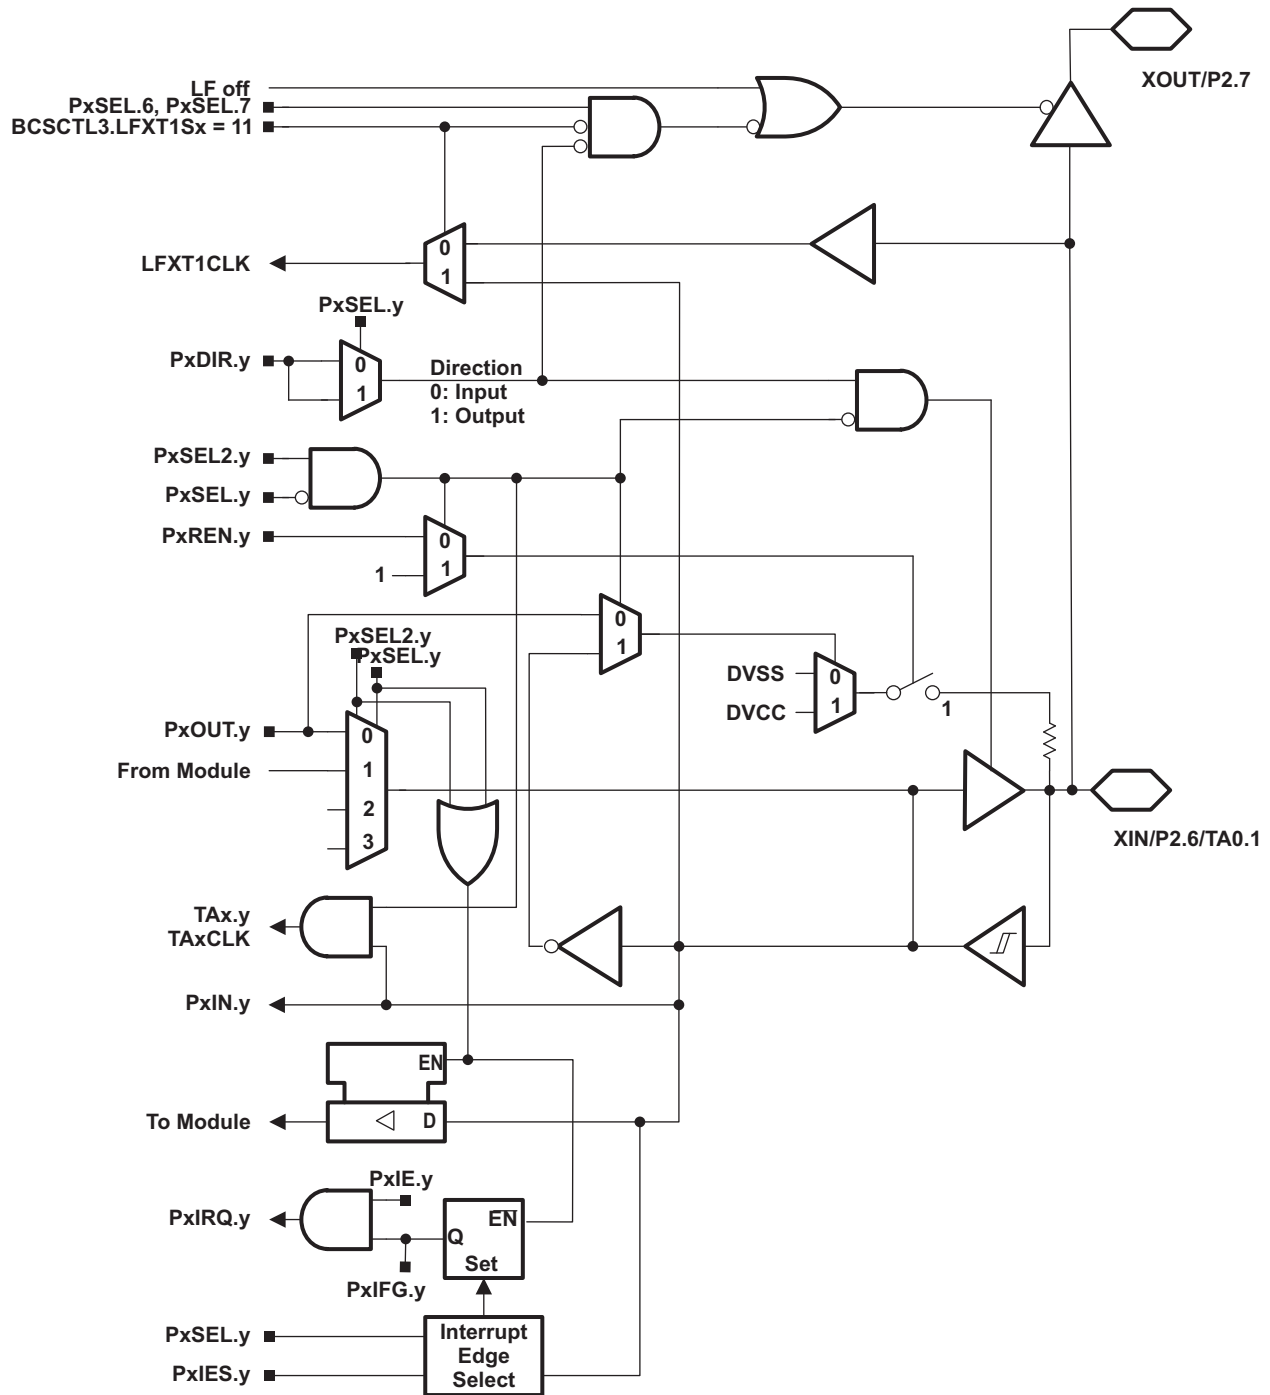 XOUT/P2.7
LF off
PxSEL.6, PxSEL.7
BCSCTL3.LFXT1Sx = 11
LFXT1CLK
0
1
PxSEL.y
PxDIR.y
0
1
Direction
0: Input
1: Output
PxSEL2.y
PxSEL.y
PxREN.y
0
1
1
0
1
PxSEL2.y
PxSEL.y
DVSS
DVCC
0
1
1
PxOUT.y
From Module
0
1
2
3
XIN/P2.6/TA0.1
TAx.y
TAxCLK
PxIN.y
EN
To Module
D
PxIE.y
PxIRQ.y
EN
Q
Set
PxIFG.y
PxSEL.y
PxIES.y
Interrupt
Edge
Select